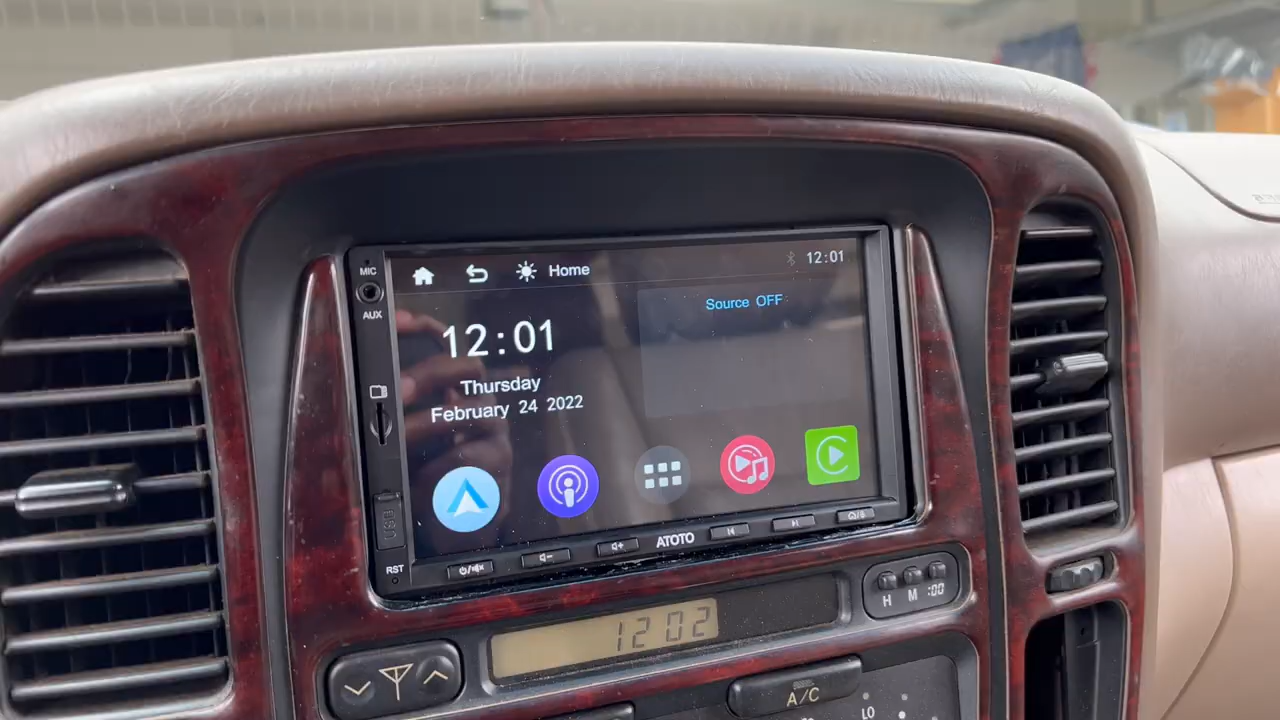 MIC
AUX
Home
12:01
Source OFF
12:01
Thursday
February 24 2022
USB
RST
ATOTO
H M :00
12 02
A/C
LO